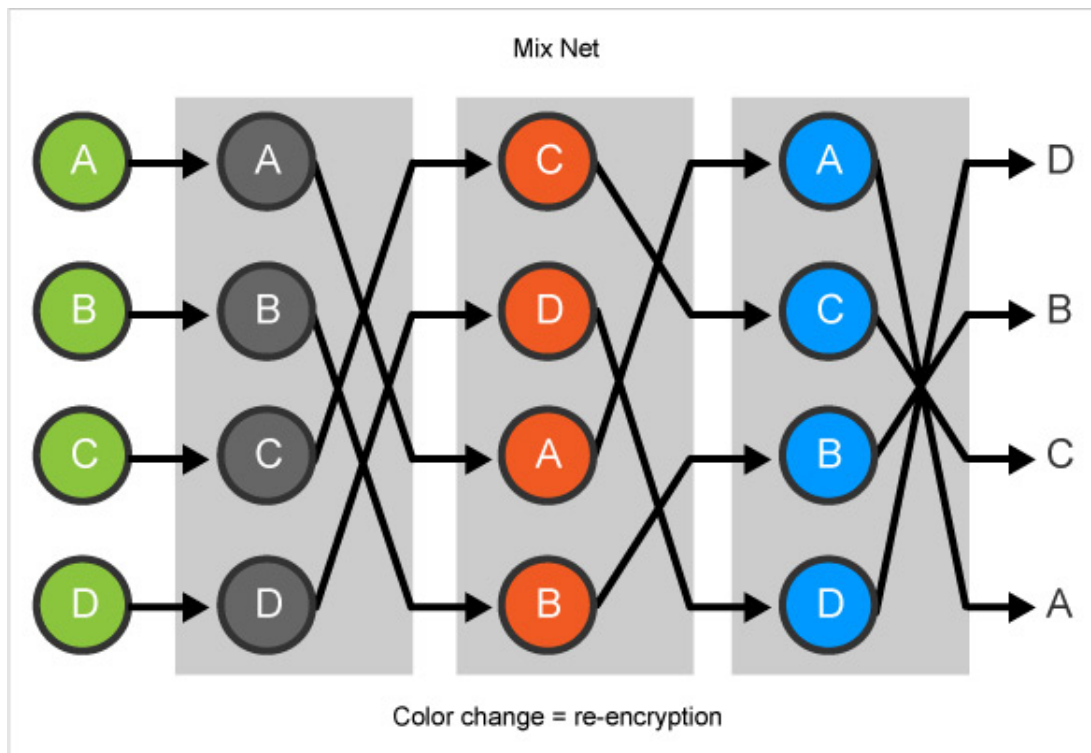 Mix Net
A A C A D
B B D C B
C C A B C
D D B D A
Color change = re-encryption